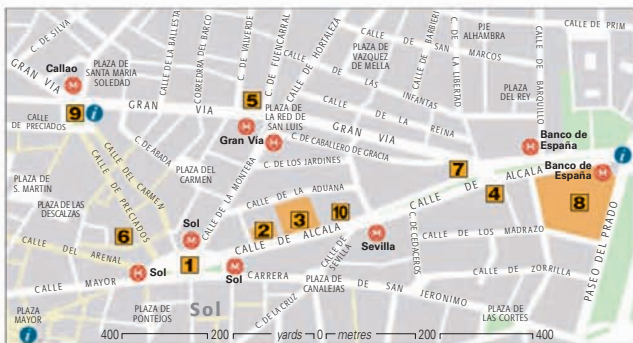 C. DE SILVA
GRAN VÍA
Callao
M
PLAZA DE
SANTA MARIA
SOLEDAD
CALLE DE LA BALLESTA
CORREDERA DEL BARCO
C. DE VALVERDE
C. DE FUENCARRAL
CALLE DE HORTALEZA
PLAZA DE
VAZQUEZ
DE MELLA
CALLE DE SAN MARCOS
CALLE DE BARBIERI
C. DE LA LIBERTAD
PJE
ALHAMBRA
CALLE DE PRIM
CALLE DE BARQUILLO
PLAZA
DEL REY
CALLE DE LAS INFANTAS
CALLE DE LA REINA
9
i
CALLE
DE PRECIADOS
GRAN VÍA
5
PLAZA DE
LA RED DE
SAN LUIS
M
Gran Vía
M
GRAN VIA
C. DE CABALLERO DE GRACIA
C. DE LOS JARDINES
Banco de
España
M
i
Banco de
España
M
8
7
4
CALLE DE ALCALA
PASEO DEL PRADO
C. DE ABADA
CALLE DEL CARMEN
CALLE DE PRECIADOS
PLAZA DEL
CARMEN
CALLE DE LA MONTERA
CALLE DE LA ADUANA
PLAZA DE
S. MARTIN
PLAZA DE LAS
DESCALZAS
6
Sol
M
2
3
10
CALLE DE ALCALA
M
Sevilla
CALLE DE SEVILLA
C. DE CEDACEROS
CALLE DE LOS MADRAZO
CALLE DEL ARENAL
M
Sol
1
M
Sol
CARRERA DE SAN JERONIMO
PLAZA DE
CANALEJAS
CALLE DE ZORRILLA
CALLE MAYOR
PLAZA
MAYOR
i
PLAZA DE
PONTEJOS
Sol
C. DE LA CRUZ
PLAZA DE
LAS CORTES
400 200 yards 0 metres 200 400